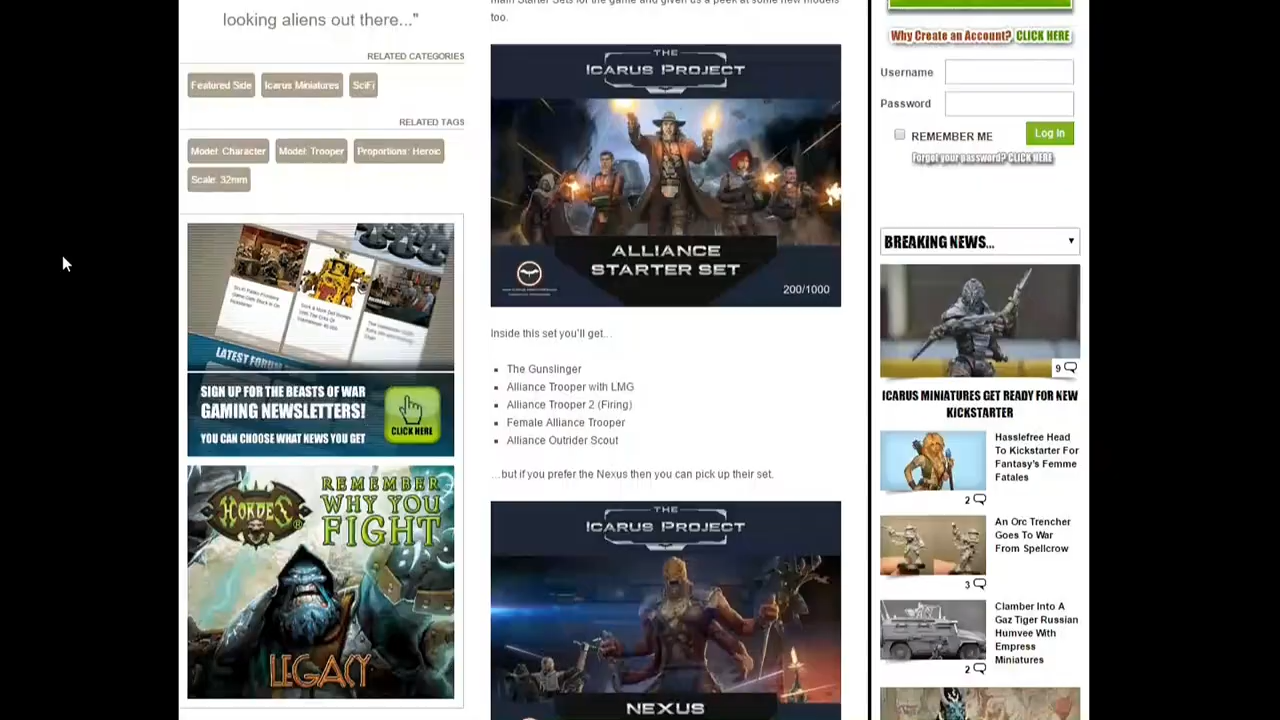 looking aliens out there..."
RELATED CATEGORIES
Featured Side
Icarus Miniatures
SciFi
RELATED TAGS
Model: Character
Model: Trooper
Proportions: Heroic
Scale: 32mm
LATEST FORUM
SIGN UP FOR THE BEASTS OF WAR
GAMING NEWSLETTERS!
YOU CAN CHOOSE WHAT NEWS YOU GET
CLICK HERE
HORDES
REMEMBER
WHY YOU
FIGHT
LEGACY
main Starter Sets for the game and given us a peek at some new models
too.
THE
ICARUS PROJECT
ALLIANCE
STARTER SET
200/1000
Inside this set you'll get...
The Gunslinger
Alliance Trooper with LMG
Alliance Trooper 2 (Firing)
Female Alliance Trooper
Alliance Outrider Scout
...but if you prefer the Nexus then you can pick up their set.
THE
ICARUS PROJECT
NEXUS
Why Create an Account? CLICK HERE
Username
Password
REMEMBER ME
Log In
Forgot your password? CLICK HERE
BREAKING NEWS...
9
ICARUS MINIATURES GET READY FOR NEW
KICKSTARTER
Hasslefree Head
To Kickstarter For
Fantasy's Femme
Fatales
2
An Orc Trencher
Goes To War
From Spellcrow
3
Clamber Into A
Gaz Tiger Russian
Humvee With
Empress
Miniatures
2